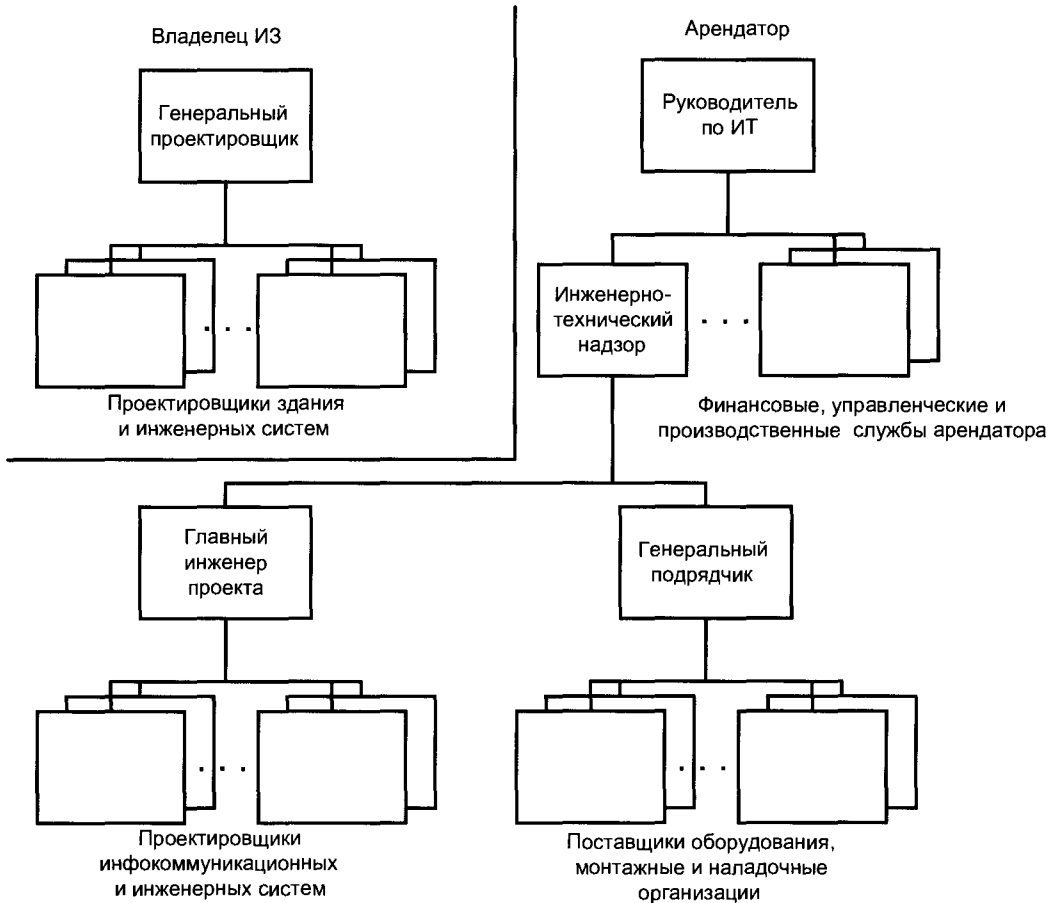 Владелец ИЗ
Генеральный
проектировщик
Проектировщики здания
и инженерных систем
Арендатор
Руководитель
по ИТ
Инженерно-
технический
надзор
Финансовые, управленческие и
производственные службы арендатора
Главный
инженер
проекта
Проектировщики
инфокоммуникационных
и инженерных систем
Генеральный
подрядчик
Поставщики оборудования,
монтажные и наладочные
организации